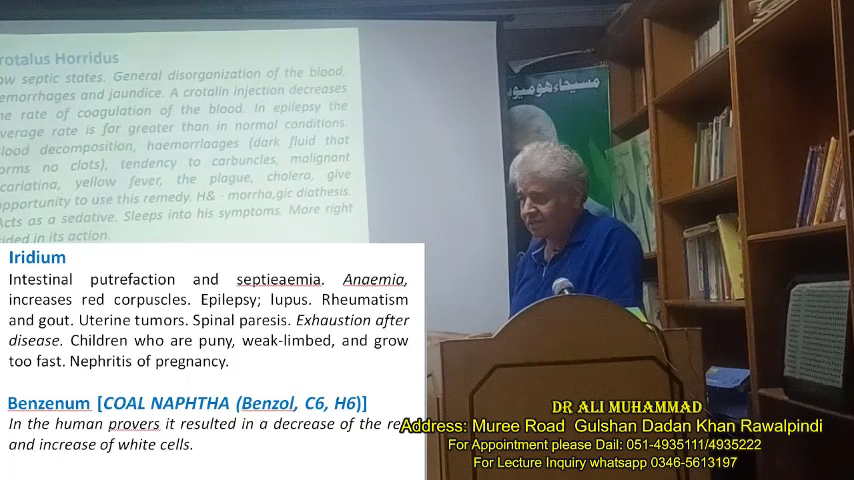 rotalus Horridus
ow septic states. General disorganization of the blood,
emorrhages and jaundice. A crotalin injection decreases
he rate of coagulation of the blood. In epilepsy the
verage rate is far greater than in normal conditions.
lood decomposition, haemorrlaages (dark fluid that
orms no clots), tendency to carbuncles, malignant
carlatina, yellow fever, the plague, cholera, give
pportunity to use this remedy. H& - morrha,gic diathesis.
Acts as a sedative. Sleeps into his symptoms. More right
ided in its action.
مسیحاء ھومیو
Iridium
Intestinal putrefaction and septieaemia. Anaemia,
increases red corpuscles. Epilepsy; lupus. Rheumatism
and gout. Uterine tumors. Spinal paresis. Exhaustion after
disease. Children who are puny, weak-limbed, and grow
too fast. Nephritis of pregnancy.
Benzenum [COAL NAPHTHA (Benzol, C6, H6)]
In the human provers it resulted in a decrease of the re
and increase of white cells.
DR ALI MUHAMMAD
Address: Muree Road Gulshan Dadan Khan Rawalpindi
For Appointment please Dail: 051-4935111/4935222
For Lecture Inquiry whatsapp 0346-5613197